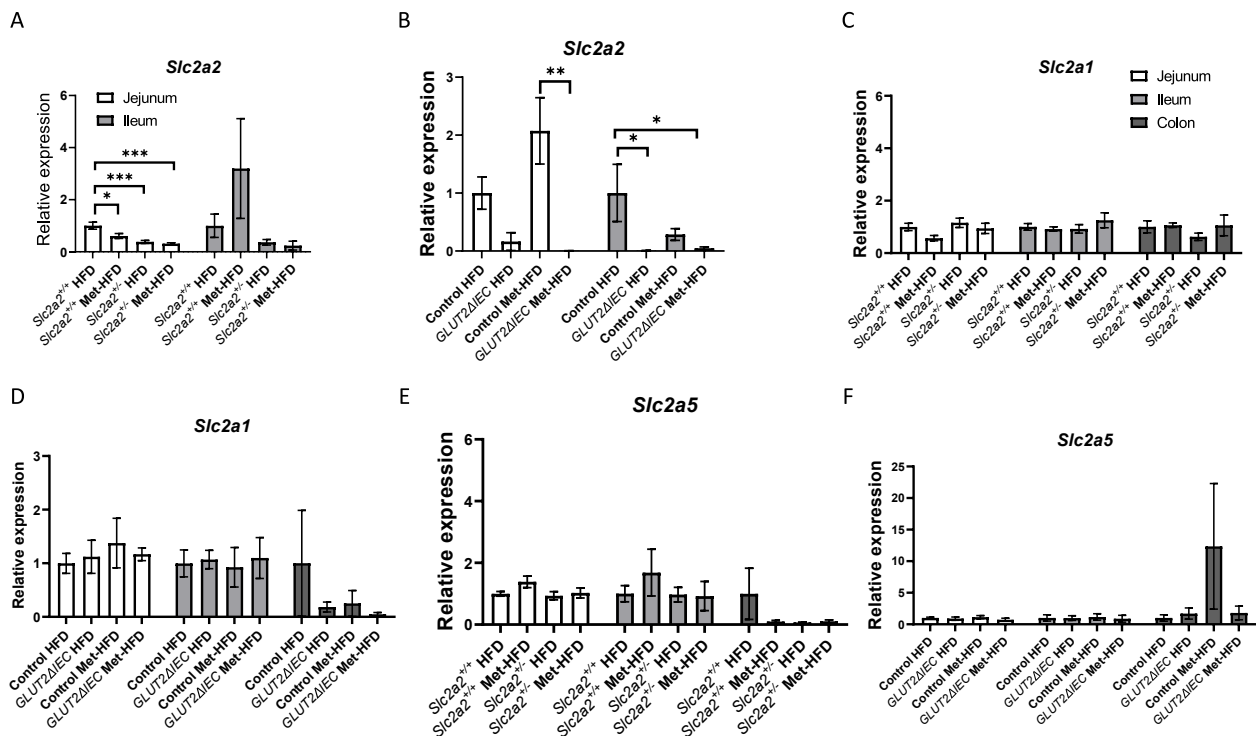 A
Slc2a2
Relative expression
6
4
2
0
Jejunum
Ileum
***
***
*
Slc2a2+/+ HFD
Slc2a2+/+ Met-HFD
Slc2a2+/- HFD
Slc2a2+/- Met-HFD
Slc2a2+/+ HFD
Slc2a2+/+ Met-HFD
Slc2a2+/- HFD
Slc2a2+/- Met-HFD
B
Slc2a2
Relative expression
3
2
1
0
**
*
*
Control HFD
GLUT2ΔIEC HFD
Control Met-HFD
GLUT2ΔIEC Met-HFD
Control HFD
GLUT2ΔIEC HFD
Control Met-HFD
GLUT2ΔIEC Met-HFD
C
Slc2a1
Relative expression
6
4
2
0
Jejunum
Ileum
Colon
Slc2a2+/+ HFD
Slc2a2+/+ Met-HFD
Slc2a2+/- HFD
Slc2a2+/- Met-HFD
Slc2a2+/+ HFD
Slc2a2+/+ Met-HFD
Slc2a2+/- HFD
Slc2a2+/- Met-HFD
Slc2a2+/+ HFD
Slc2a2+/+ Met-HFD
Slc2a2+/- HFD
Slc2a2+/- Met-HFD
D
Slc2a1
Relative expression
3
2
1
0
Control HFD
GLUT2ΔIEC HFD
Control Met-HFD
GLUT2ΔIEC Met-HFD
Control HFD
GLUT2ΔIEC HFD
Control Met-HFD
GLUT2ΔIEC Met-HFD
Control HFD
GLUT2ΔIEC HFD
Control Met-HFD
GLUT2ΔIEC Met-HFD
E
Slc2a5
Relative expression
6
4
2
0
Slc2a2+/+ HFD
Slc2a2+/+ Met-HFD
Slc2a2+/- HFD
Slc2a2+/- Met-HFD
Slc2a2+/+ HFD
Slc2a2+/+ Met-HFD
Slc2a2+/- HFD
Slc2a2+/- Met-HFD
Slc2a2+/+ HFD
Slc2a2+/+ Met-HFD
Slc2a2+/- HFD
Slc2a2+/- Met-HFD
F
Slc2a5
Relative expression
25
20
15
10
5
0
Control HFD
GLUT2ΔIEC HFD
Control Met-HFD
GLUT2ΔIEC Met-HFD
Control HFD
GLUT2ΔIEC HFD
Control Met-HFD
GLUT2ΔIEC Met-HFD
Control HFD
GLUT2ΔIEC HFD
Control Met-HFD
GLUT2ΔIEC Met-HFD